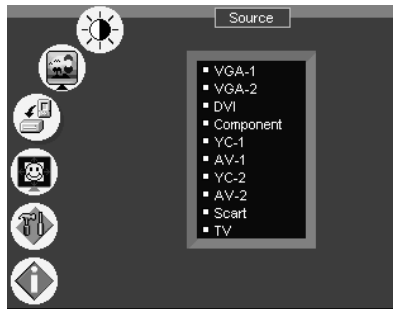 Source
VGA-1
VGA-2
DVI
Component
YC-1
AV-1
YC-2
AV-2
Scart
TV